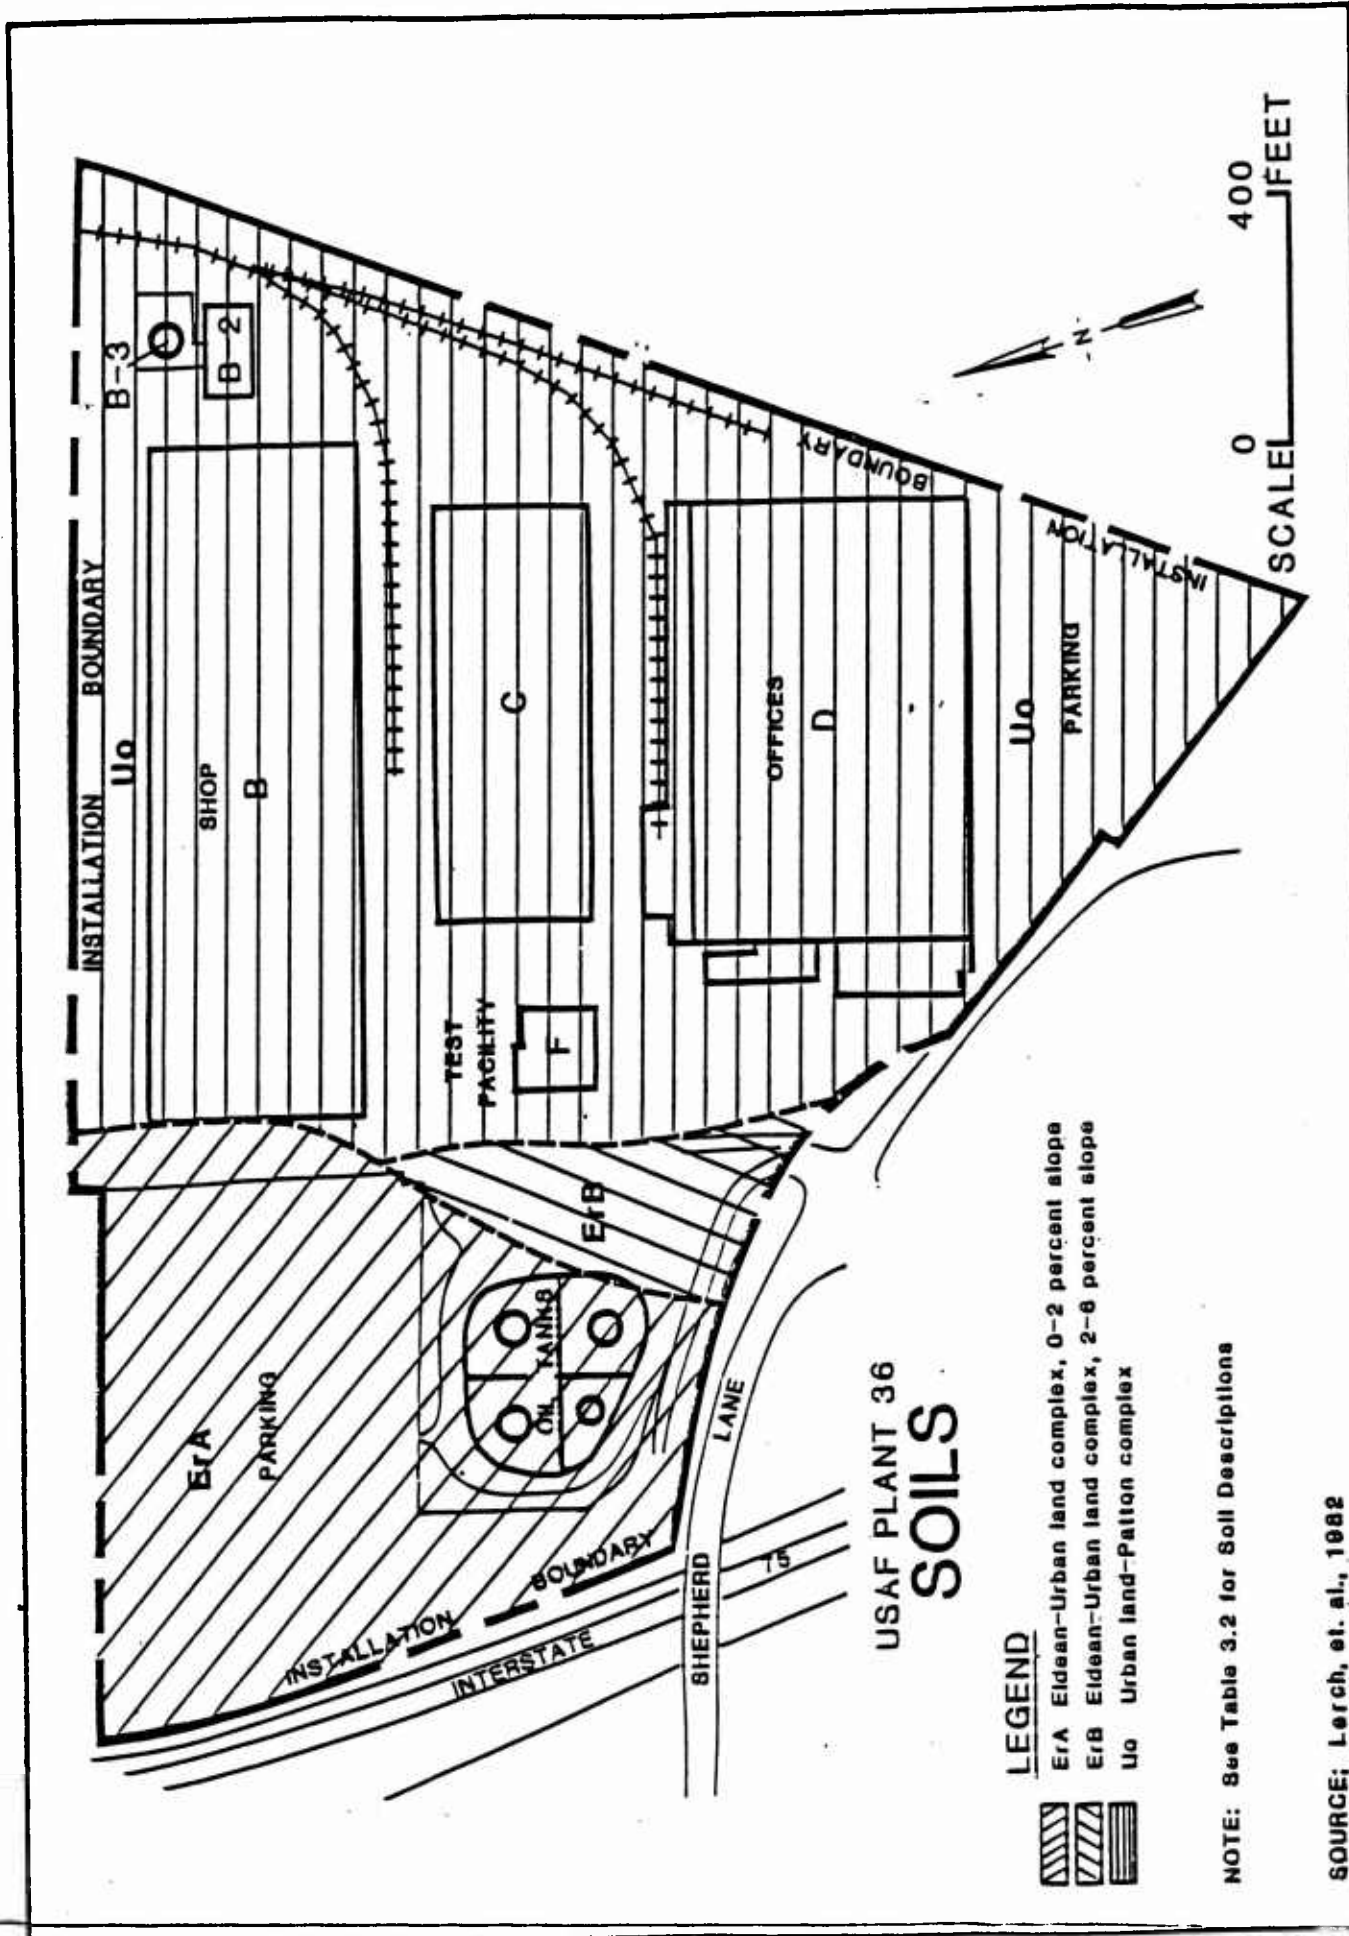 INSTALLATION BOUNDARY
Uo
SHOP
B
B-3
B-2
ErA
PARKING
TEST
FACILITY
F
C
OIL TANKS
ErB
OFFICES
D
BOUNDARY
INSTALLATION
Uo
PARKING
INSTALLATION BOUNDARY
INTERSTATE
75
SHEPHERD LANE
N
USAF PLANT 36
SOILS
LEGEND
ErA Eldean-Urban land complex, 0-2 percent slope
ErB Eldean-Urban land complex, 2-6 percent slope
Uo Urban land-Patton complex
NOTE: See Table 3.2 for Soil Descriptions
SOURCE: Lerch, et. al., 1982
0 400
SCALE FEET